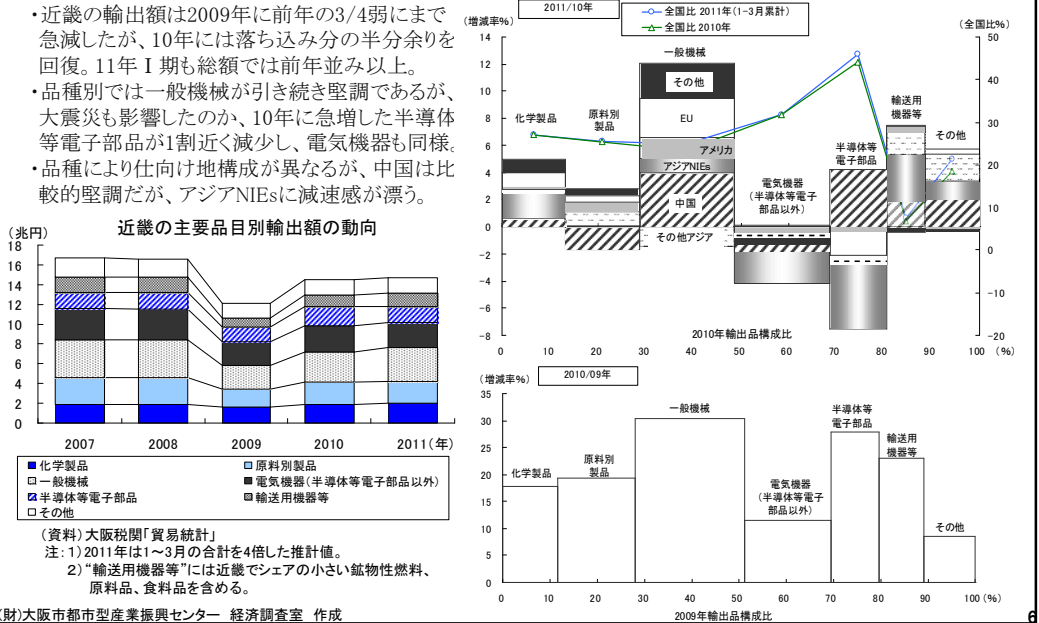 ・近畿の輸出額は2009年に前年の3/4弱にまで
急減したが、10年には落ち込み分の半分余りを
回復。11年Ⅰ期も総額では前年並み以上。
・品種別では一般機械が引き続き堅調であるが、
大震災も影響したのか、10年に急増した半導体
等電子部品が1割近く減少し、電気機器も同様。
・品種により仕向け地構成が異なるが、中国は比
較的堅調だが、アジアNIEsに減速感が漂う。
近畿の主要品目別輸出額の動向
(兆円)
18
16
14
12
10
8
6
4
2
0
2007 2008 2009 2010 2011(年)
化学製品 原料別製品
一般機械 電気機器(半導体等電子部品以外)
半導体等電子部品 輸送用機器等
その他
(資料)大阪税関「貿易統計」
注:1)2011年は1~3月の合計を4倍した推計値。
2)"輸送用機器等"には近畿でシェアの小さい鉱物性燃料、
原料品、食料品を含める。
(財)大阪市都市型産業振興センター 経済調査室 作成
2011/10年
全国比 2011年(1-3月累計)
全国比 2010年
(増減率%)
(全国比%)
14
12
10
8
6
4
2
0
-2
-4
-6
-8
50
40
30
20
10
0
-10
-20
化学製品
原料別
製品
一般機械
その他
EU
アメリカ
アジアNIEs
中国
その他アジア
電気機器
(半導体等電子
部品以外)
半導体等
電子部品
輸送用
機器等
その他
2010年輸出品構成比
0 10 20 30 40 50 60 70 80 90 100 (%)
(増減率%)
2010/09年
35
30
25
20
15
10
5
0
化学製品
原料別
製品
一般機械
電気機器
(半導体等電子
部品以外)
半導体等
電子部品
輸送用
機器等
その他
0 10 20 30 40 50 60 70 80 90 100 (%)
2009年輸出品構成比
6